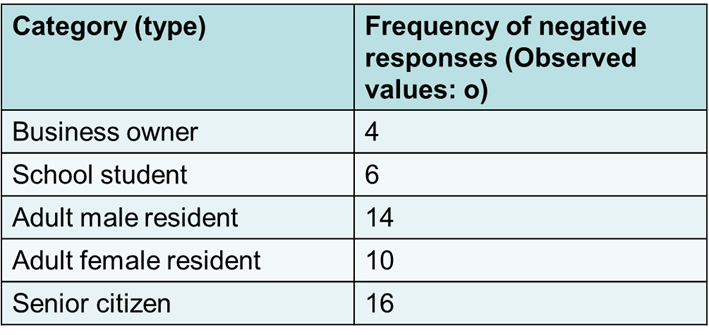 Category (type)
Frequency of negative
responses (Observed
values: o)
Business owner
4
School student
6
Adult male resident
14
Adult female resident
10
Senior citizen
16